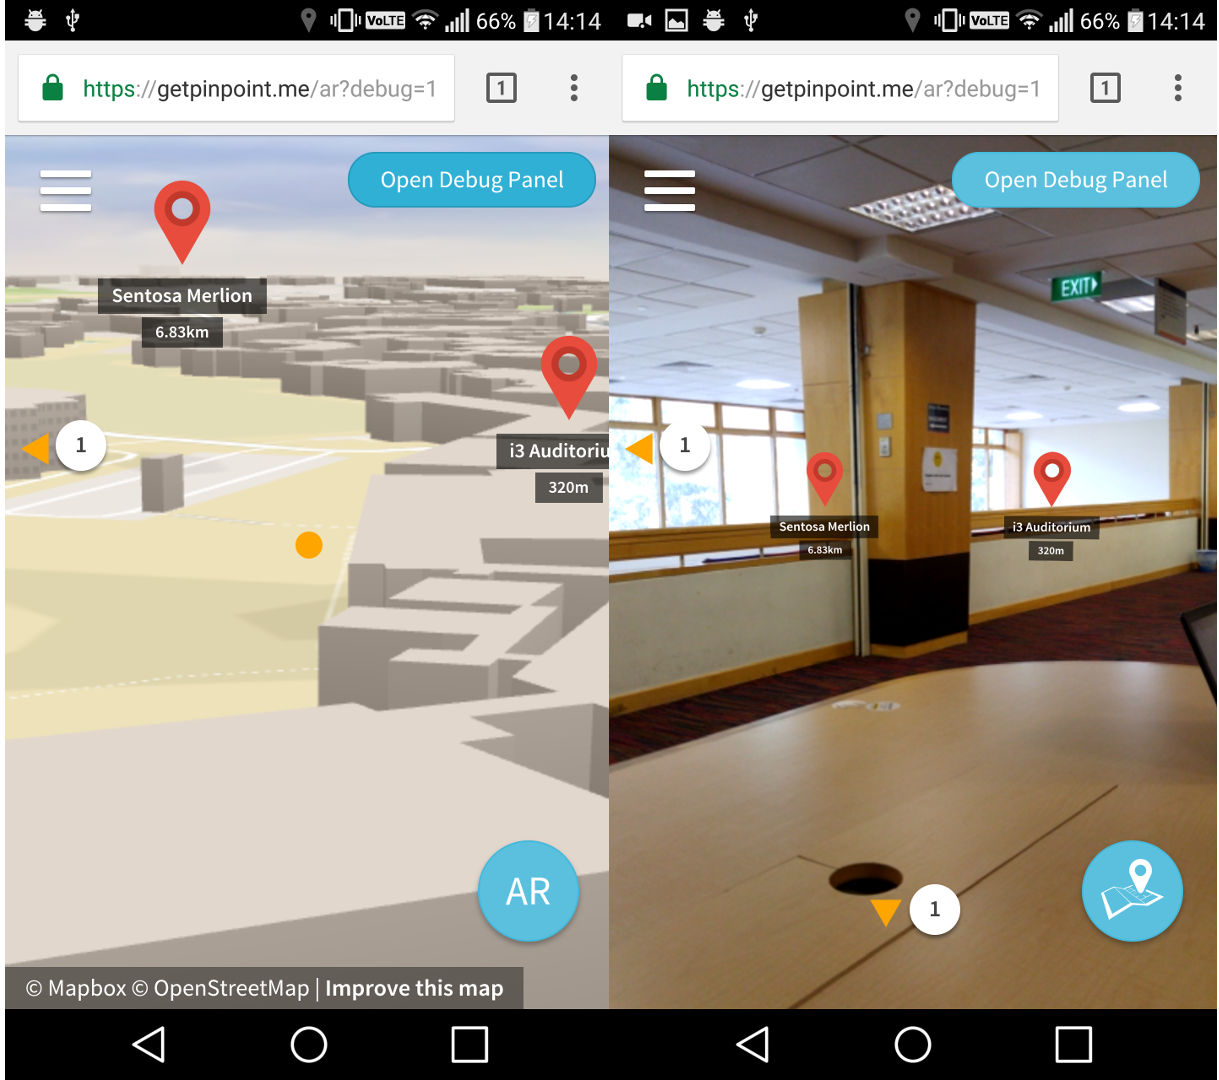 VoLTE 66% 14:14
https://getpinpoint.me/ar?debug=1
1
Open Debug Panel
Sentosa Merlion
6.83km
i3 Auditoriu
320m
1
AR
© Mapbox © OpenStreetMap | Improve this map
VoLTE 66% 14:14
https://getpinpoint.me/ar?debug=1
1
Open Debug Panel
EXIT
1
Sentosa Merlion
6.83km
i3 Auditorium
320m
1